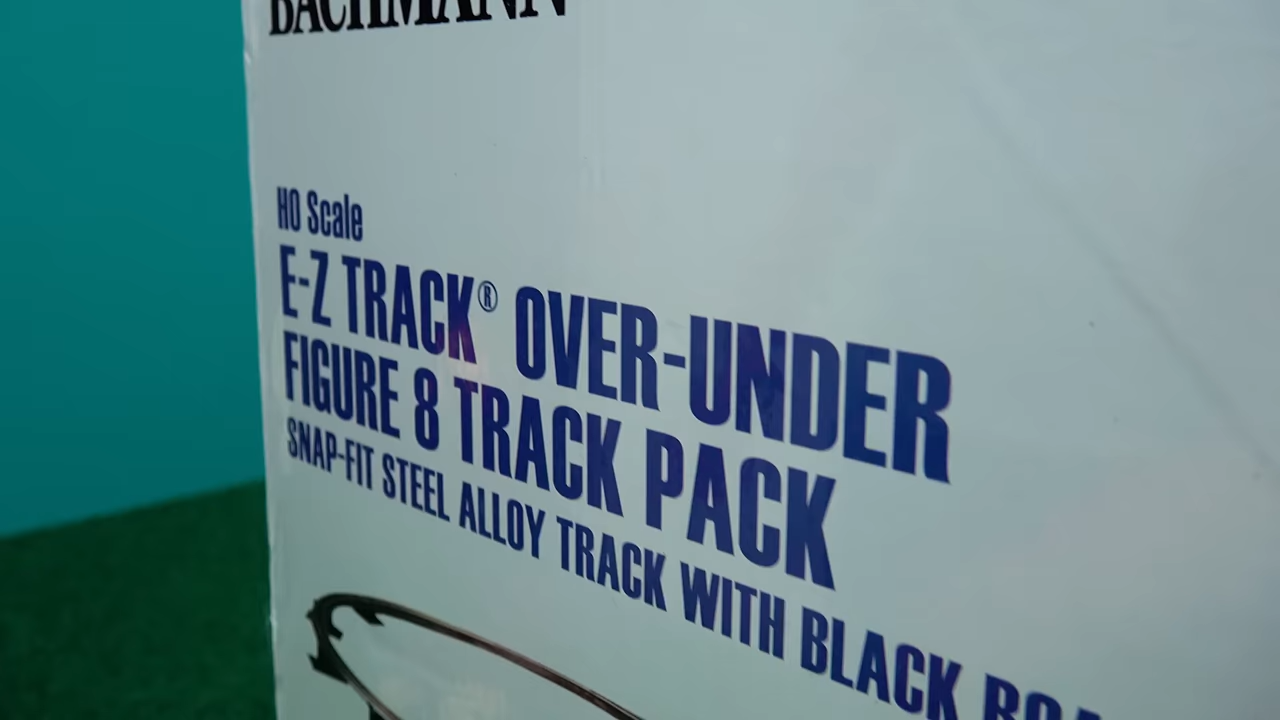 BACHMANN
HO Scale
E-Z TRACK® OVER-UNDER
FIGURE 8 TRACK PACK
SNAP-FIT STEEL ALLOY TRACK WITH BLACK